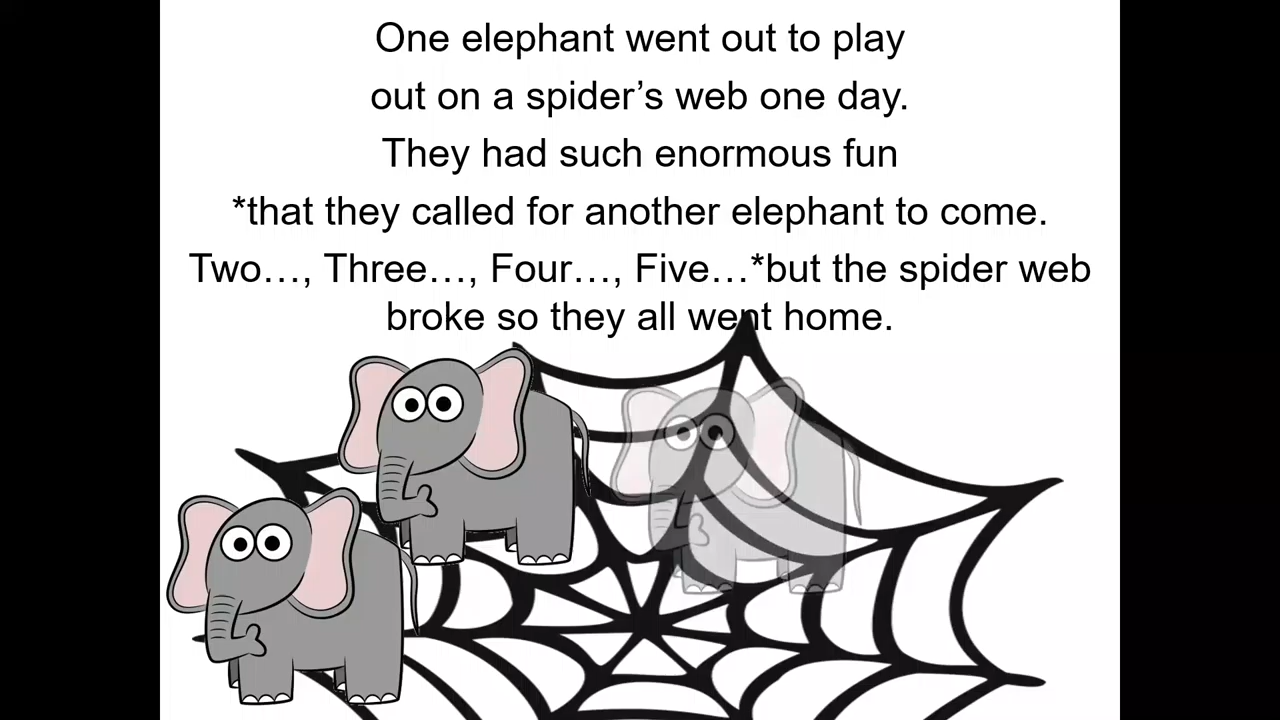 One elephant went out to play
out on a spider’s web one day.
They had such enormous fun
*that they called for another elephant to come.
Two…, Three…, Four…, Five…*but the spider web
broke so they all went home.